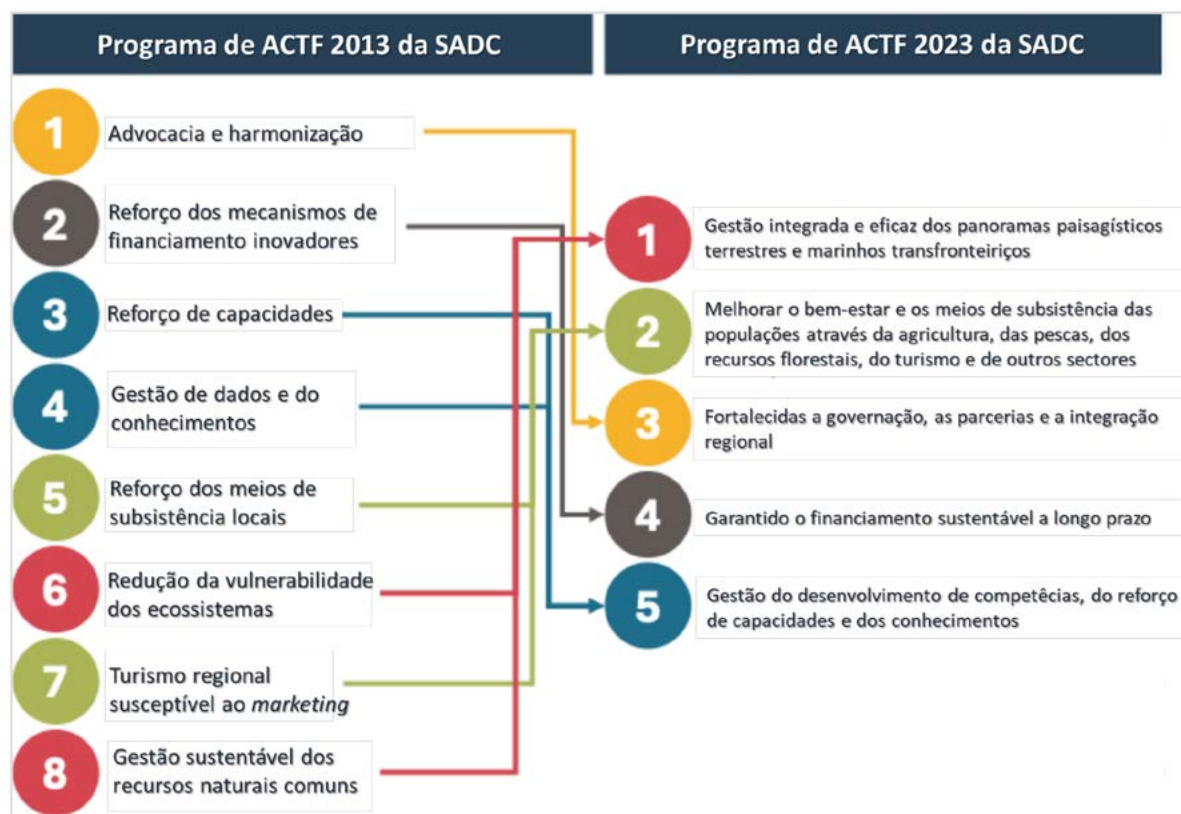 Programa de ACTF 2013 da SADC
Programa de ACTF 2023 da SADC
1
Advocacia e harmonização
2
Reforço dos mecanismos de
financiamento inovadores
3
Reforço de capacidades
4
Gestão de dados e do
conhecimentos
5
Reforço dos meios de
subsistência locais
6
Redução da vulnerabilidade
dos ecossistemas
7
Turismo regional
susceptível ao marketing
8
Gestão sustentável dos
recursos naturais comuns
1
Gestão integrada e eficaz dos panoramas paisagísticos
terrestres e marinhos transfronteiriços
2
Melhorar o bem-estar e os meios de subsistência das
populações através da agricultura, das pescas, dos
recursos florestais, do turismo e de outros sectores
3
Fortalecidas a governação, as parcerias e a integração
regional
4
Garantido o financiamento sustentável a longo prazo
5
Gestão do desenvolvimento de competêcias, do reforço
de capacidades e dos conhecimentos